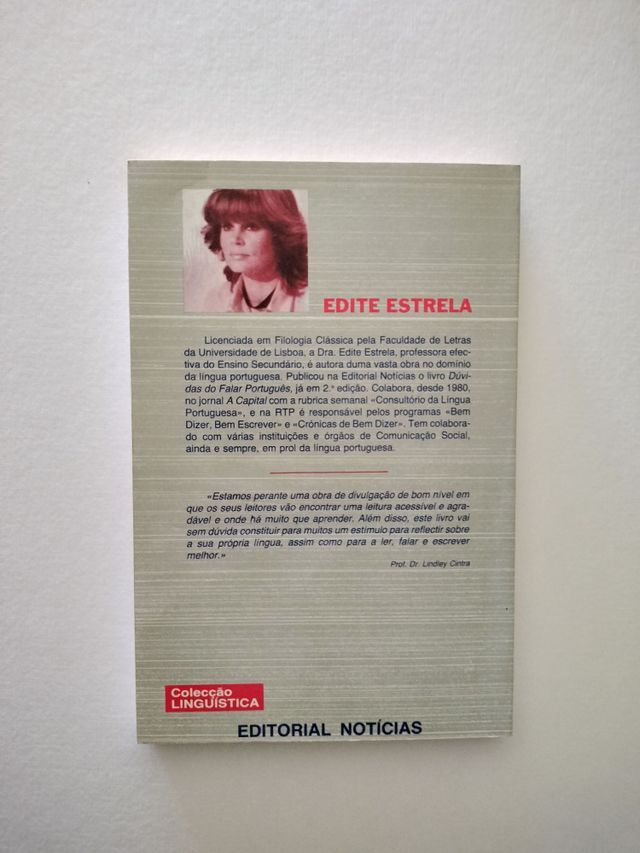 EDITE ESTRELA
Licenciada em Filologia Clássica pela Faculdade de Letras
da Universidade de Lisboa, a Dra. Edite Estrela, professora efec-
tiva do Ensino Secundário, é autora duma vasta obra no domínio
da língua portuguesa. Publicou na Editorial Notícias o livro Dúvi-
das do Falar Português, já em 2.ª edição. Colabora, desde 1980,
no jornal A Capital com a rubrica semanal «Consultório da Língua
Portuguesa», e na RTP é responsável pelos programas «Bem
Dizer, Bem Escrever» e «Crónicas de Bem Dizer». Tem colabora-
do com várias instituições e órgãos de Comunicação Social,
ainda e sempre, em prol da língua portuguesa.
«Estamos perante uma obra de divulgação de bom nível em
que os seus leitores vão encontrar uma leitura acessível e agra-
dável e onde há muito que aprender. Além disso, este livro vai
sem dúvida constituir para muitos um estímulo para reflectir sobre
a sua própria língua, assim como para a ler, falar e escrever
melhor.»
Prof. Dr. Lindley Cintra
Colecção
LINGUÍSTICA
EDITORIAL NOTÍCIAS